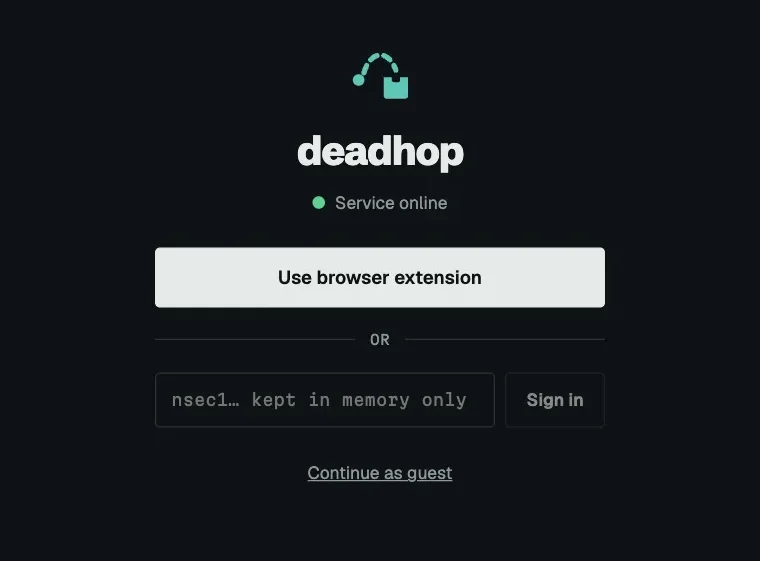 deadhop
Service online
Use browser extension
OR
nsec1… kept in memory only
Sign in
Continue as guest